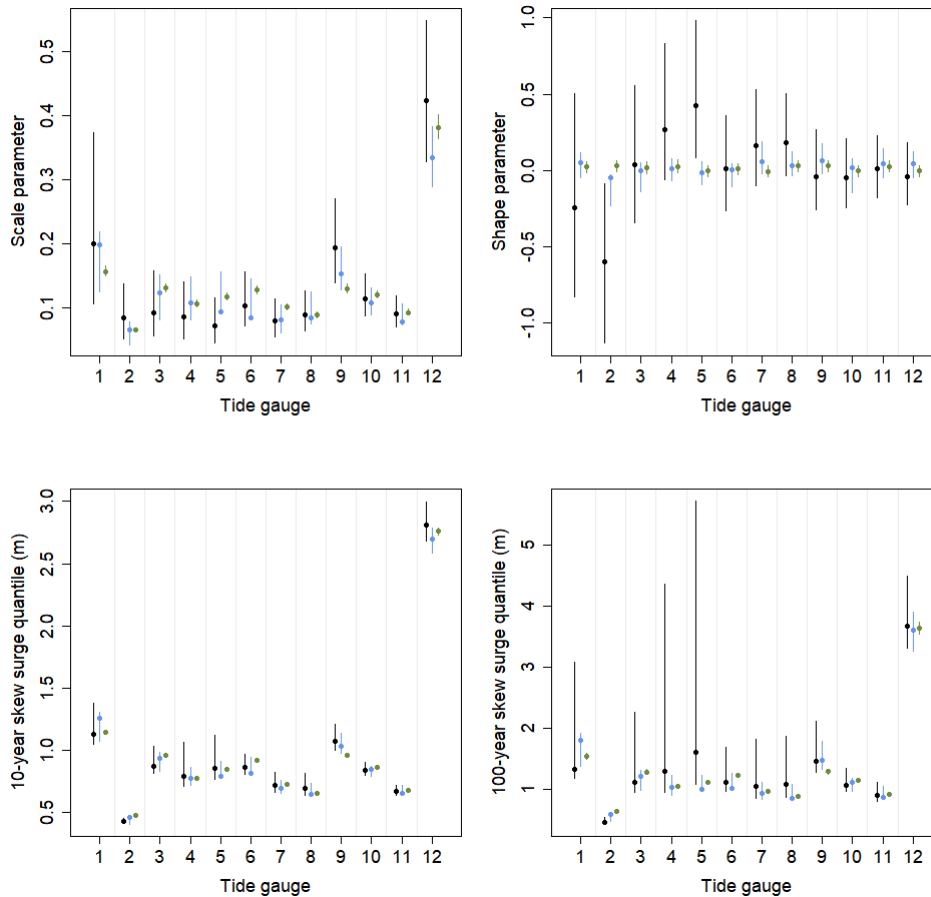 Scale parameter
0.5
0.4
0.3
0.2
0.1
1 2 3 4 5 6 7 8 9 10 11 12
Tide gauge
Shape parameter
1.0
0.5
0.0
-0.5
-1.0
1 2 3 4 5 6 7 8 9 10 11 12
Tide gauge
10-year skew surge quantile (m)
3.0
2.5
2.0
1.5
1.0
0.5
1 2 3 4 5 6 7 8 9 10 11 12
Tide gauge
100-year skew surge quantile (m)
5
4
3
2
1
1 2 3 4 5 6 7 8 9 10 11 12
Tide gauge